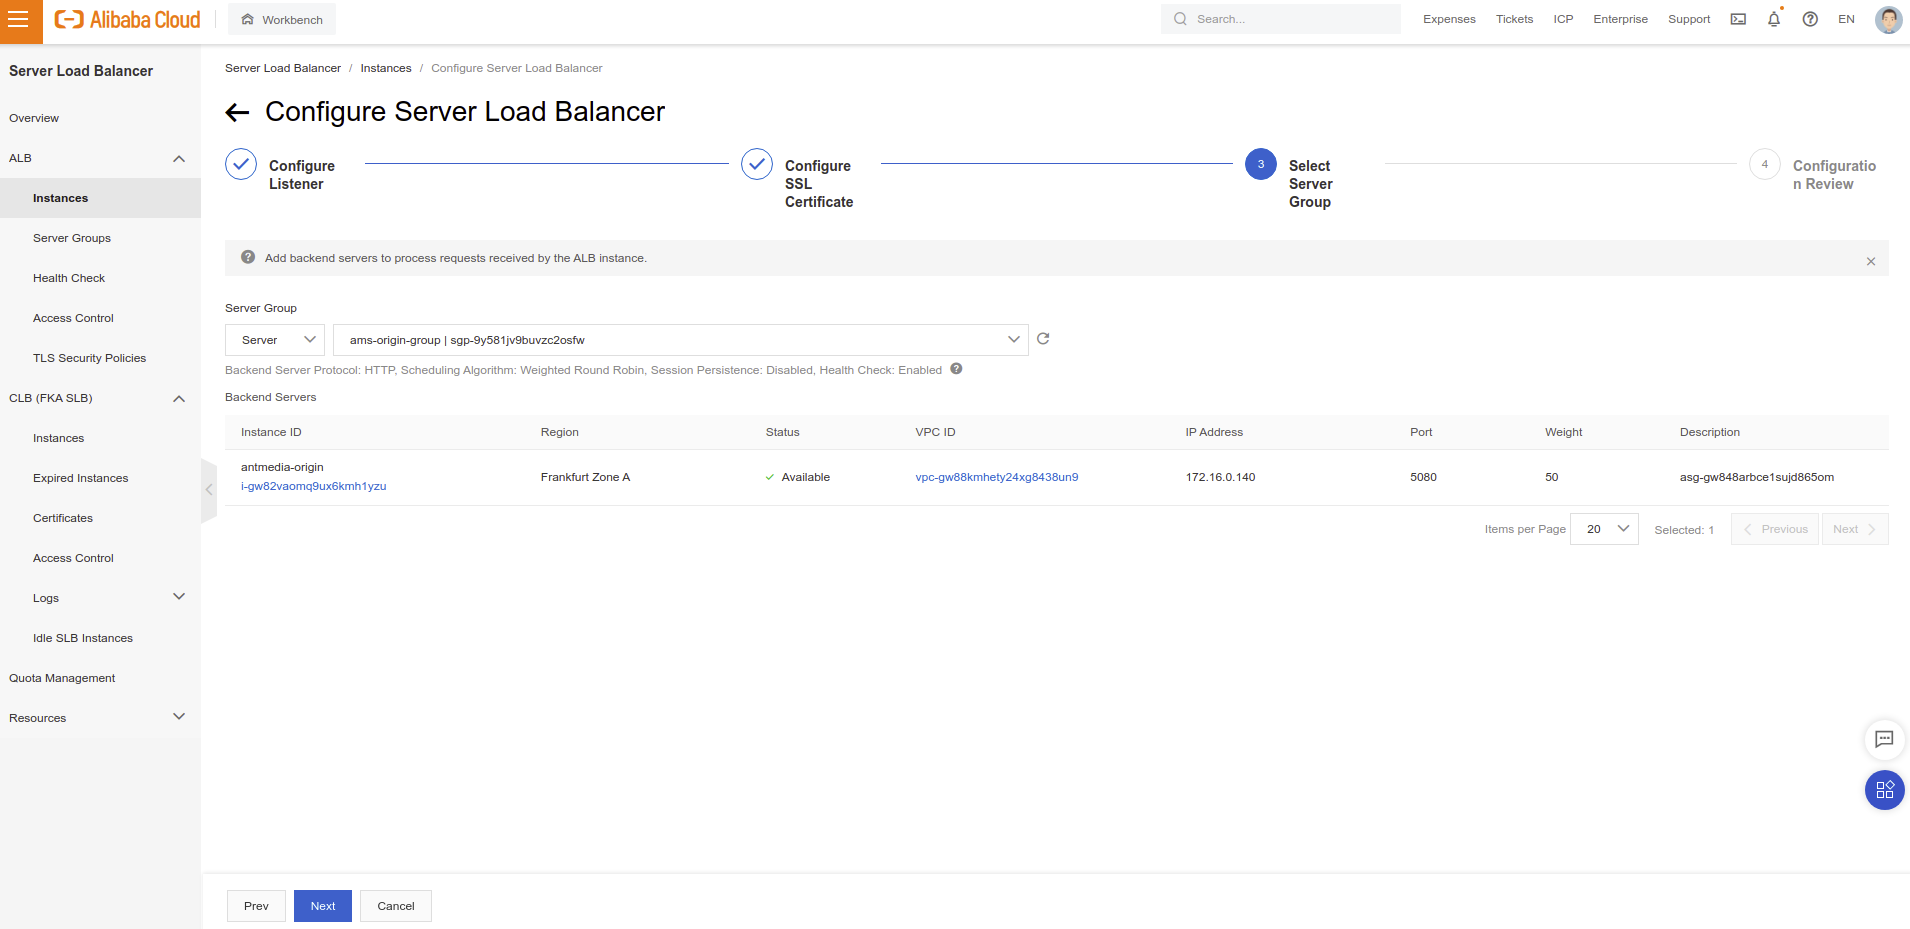 Alibaba Cloud
Workbench
Search...
Expenses
Tickets
ICP
Enterprise
Support
EN
Server Load Balancer
Overview
ALB
Instances
Server Groups
Health Check
Access Control
TLS Security Policies
CLB (FKA SLB)
Instances
Expired Instances
Certificates
Access Control
Logs
Idle SLB Instances
Quota Management
Resources
Server Load Balancer / Instances / Configure Server Load Balancer
Configure Server Load Balancer
Configure
Listener
Configure
SSL
Certificate
3
Select
Server
Group
4
Configuratio
n Review
Add backend servers to process requests received by the ALB instance.
Server Group
Server
ams-origin-group | sgp-9y581jv9buvzc2osfw
Backend Server Protocol: HTTP, Scheduling Algorithm: Weighted Round Robin, Session Persistence: Disabled, Health Check: Enabled
Backend Servers
Instance ID Region Status VPC ID IP Address Port Weight Description
antmedia-origin
i-gw82vaomq9ux6kmh1yzu
Frankfurt Zone A Available vpc-gw88kmhety24xg8438un9 172.16.0.140 5080 50 asg-gw848arbce1sujd865om
Items per Page 20 Selected: 1 Previous Next
Prev Next Cancel